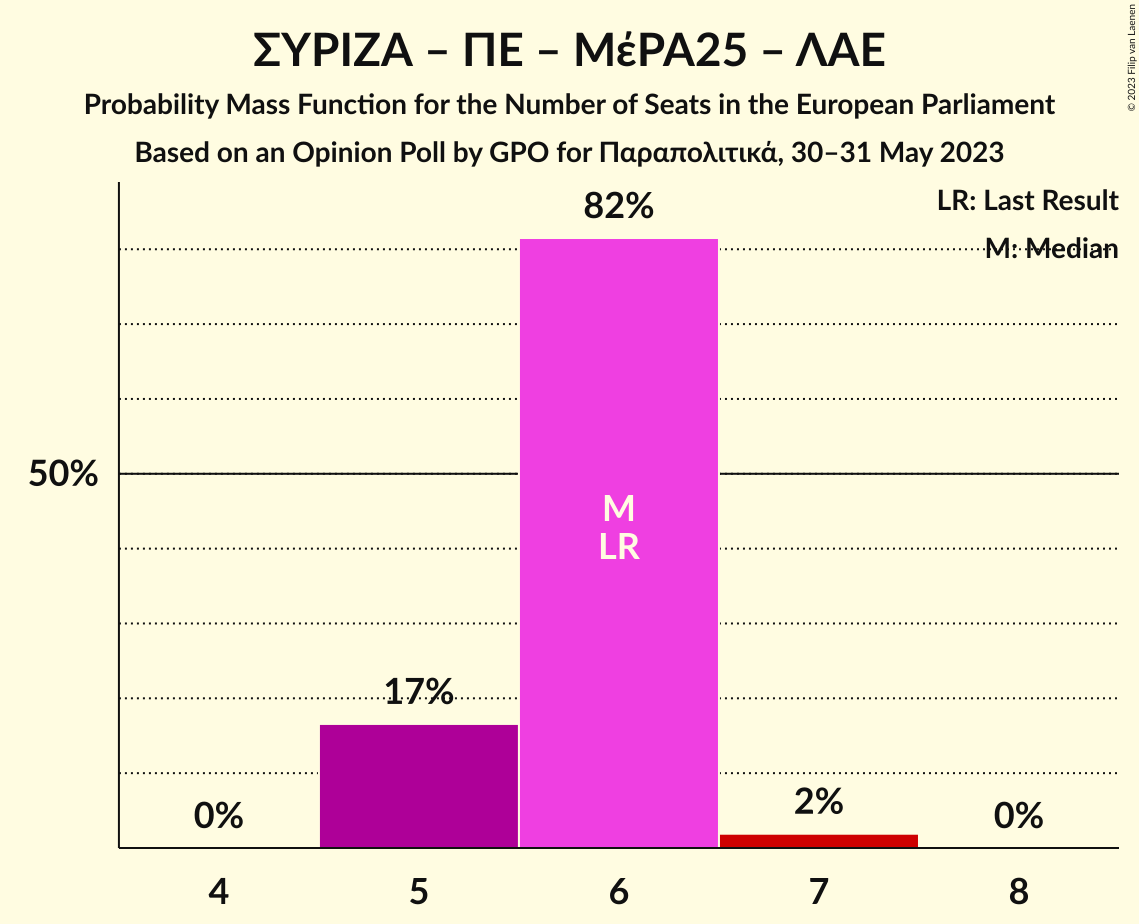 ΣΥΡΙΖΑ – ΠΕ – ΜέΡΑ25 – ΛΑΕ
Probability Mass Function for the Number of Seats in the European Parliament
Based on an Opinion Poll by GPO for Παραπολιτικά, 30–31 May 2023
© 2023 Filip van Laenen
LR: Last Result
M: Median
82%
50%
M
LR
17%
0%
2%
0%
4
5
6
7
8